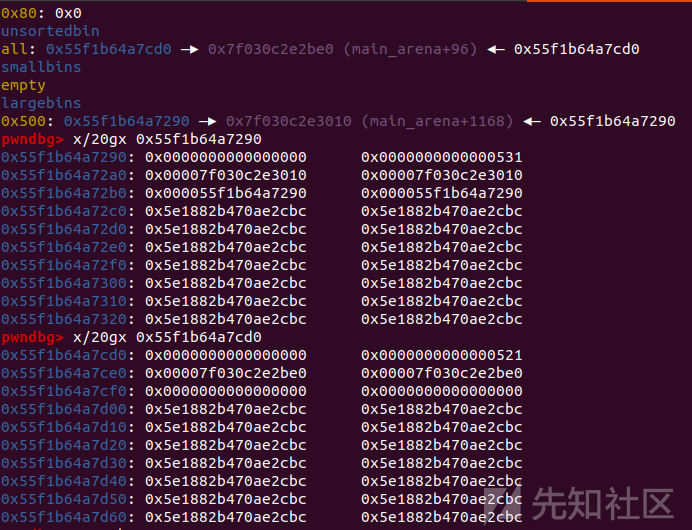 0x80: 0x0
unsortedbin
all: 0x55f1b64a7cd0 —▸ 0x7f030c2e2be0 (main_arena+96) ◂— 0x55f1b64a7cd0
smallbins
empty
largebins
0x500: 0x55f1b64a7290 —▸ 0x7f030c2e3010 (main_arena+1168) ◂— 0x55f1b64a7290
pwndbg> x/20gx 0x55f1b64a7290
0x55f1b64a7290: 0x0000000000000000 0x0000000000000531
0x55f1b64a72a0: 0x00007f030c2e3010 0x00007f030c2e3010
0x55f1b64a72b0: 0x000055f1b64a7290 0x000055f1b64a7290
0x55f1b64a72c0: 0x5e1882b470ae2cbc 0x5e1882b470ae2cbc
0x55f1b64a72d0: 0x5e1882b470ae2cbc 0x5e1882b470ae2cbc
0x55f1b64a72e0: 0x5e1882b470ae2cbc 0x5e1882b470ae2cbc
0x55f1b64a72f0: 0x5e1882b470ae2cbc 0x5e1882b470ae2cbc
0x55f1b64a7300: 0x5e1882b470ae2cbc 0x5e1882b470ae2cbc
0x55f1b64a7310: 0x5e1882b470ae2cbc 0x5e1882b470ae2cbc
0x55f1b64a7320: 0x5e1882b470ae2cbc 0x5e1882b470ae2cbc
pwndbg> x/20gx 0x55f1b64a7cd0
0x55f1b64a7cd0: 0x0000000000000000 0x0000000000000521
0x55f1b64a7ce0: 0x00007f030c2e2be0 0x00007f030c2e2be0
0x55f1b64a7cf0: 0x0000000000000000 0x0000000000000000
0x55f1b64a7d00: 0x5e1882b470ae2cbc 0x5e1882b470ae2cbc
0x55f1b64a7d10: 0x5e1882b470ae2cbc 0x5e1882b470ae2cbc
0x55f1b64a7d20: 0x5e1882b470ae2cbc 0x5e1882b470ae2cbc
0x55f1b64a7d30: 0x5e1882b470ae2cbc 0x5e1882b470ae2cbc
0x55f1b64a7d40: 0x5e1882b470ae2cbc 0x5e1882b470ae2cbc
0x55f1b64a7d50: 0x5e1882b470ae2cbc 0x5e1882b470ae2cbc
0x55f1b64a7d60: 0x5e1882b470ae2cbc 0x5e1882b470ae2cbc
先知社区